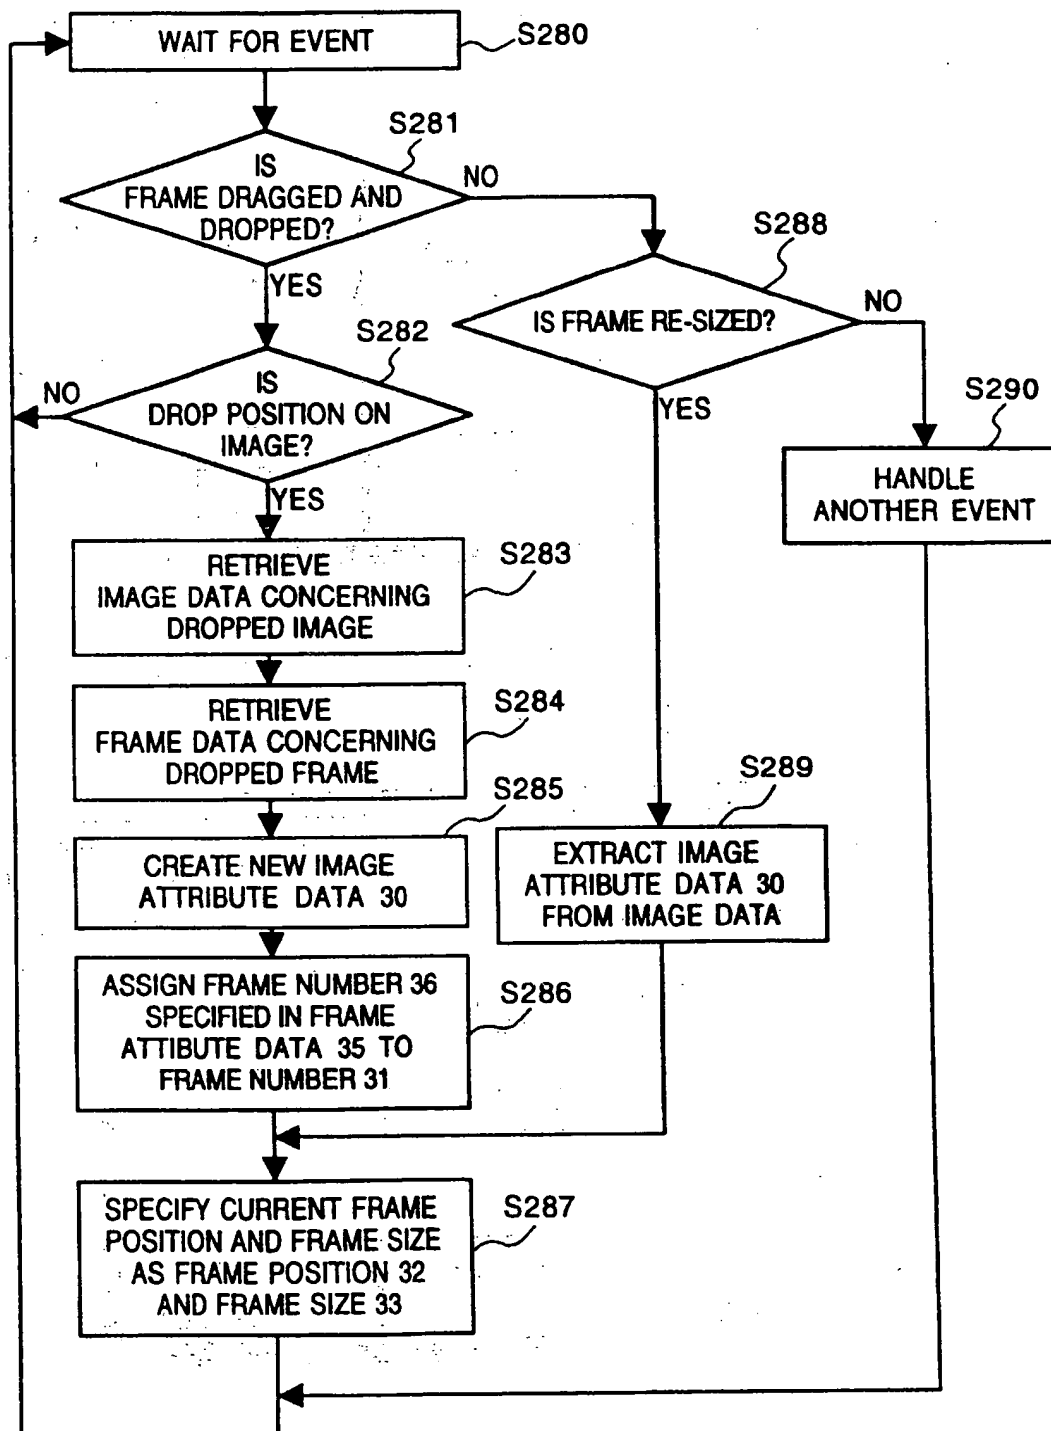 WAIT FOR EVENT
S280
S281
IS
FRAME DRAGGED AND
DROPPED?
NO
YES
S288
IS FRAME RE-SIZED?
NO
YES
S282
IS
DROP POSITION ON
IMAGE?
NO
YES
S290
HANDLE
ANOTHER EVENT
S283
RETRIEVE
IMAGE DATA CONCERNING
DROPPED IMAGE
S284
RETRIEVE
FRAME DATA CONCERNING
DROPPED FRAME
S285
CREATE NEW IMAGE
ATTRIBUTE DATA 30
S289
EXTRACT IMAGE
ATTRIBUTE DATA 30
FROM IMAGE DATA
S286
ASSIGN FRAME NUMBER 36
SPECIFIED IN FRAME
ATTIBUTE DATA 35 TO
FRAME NUMBER 31
S287
SPECIFY CURRENT FRAME
POSITION AND FRAME SIZE
AS FRAME POSITION 32
AND FRAME SIZE 33